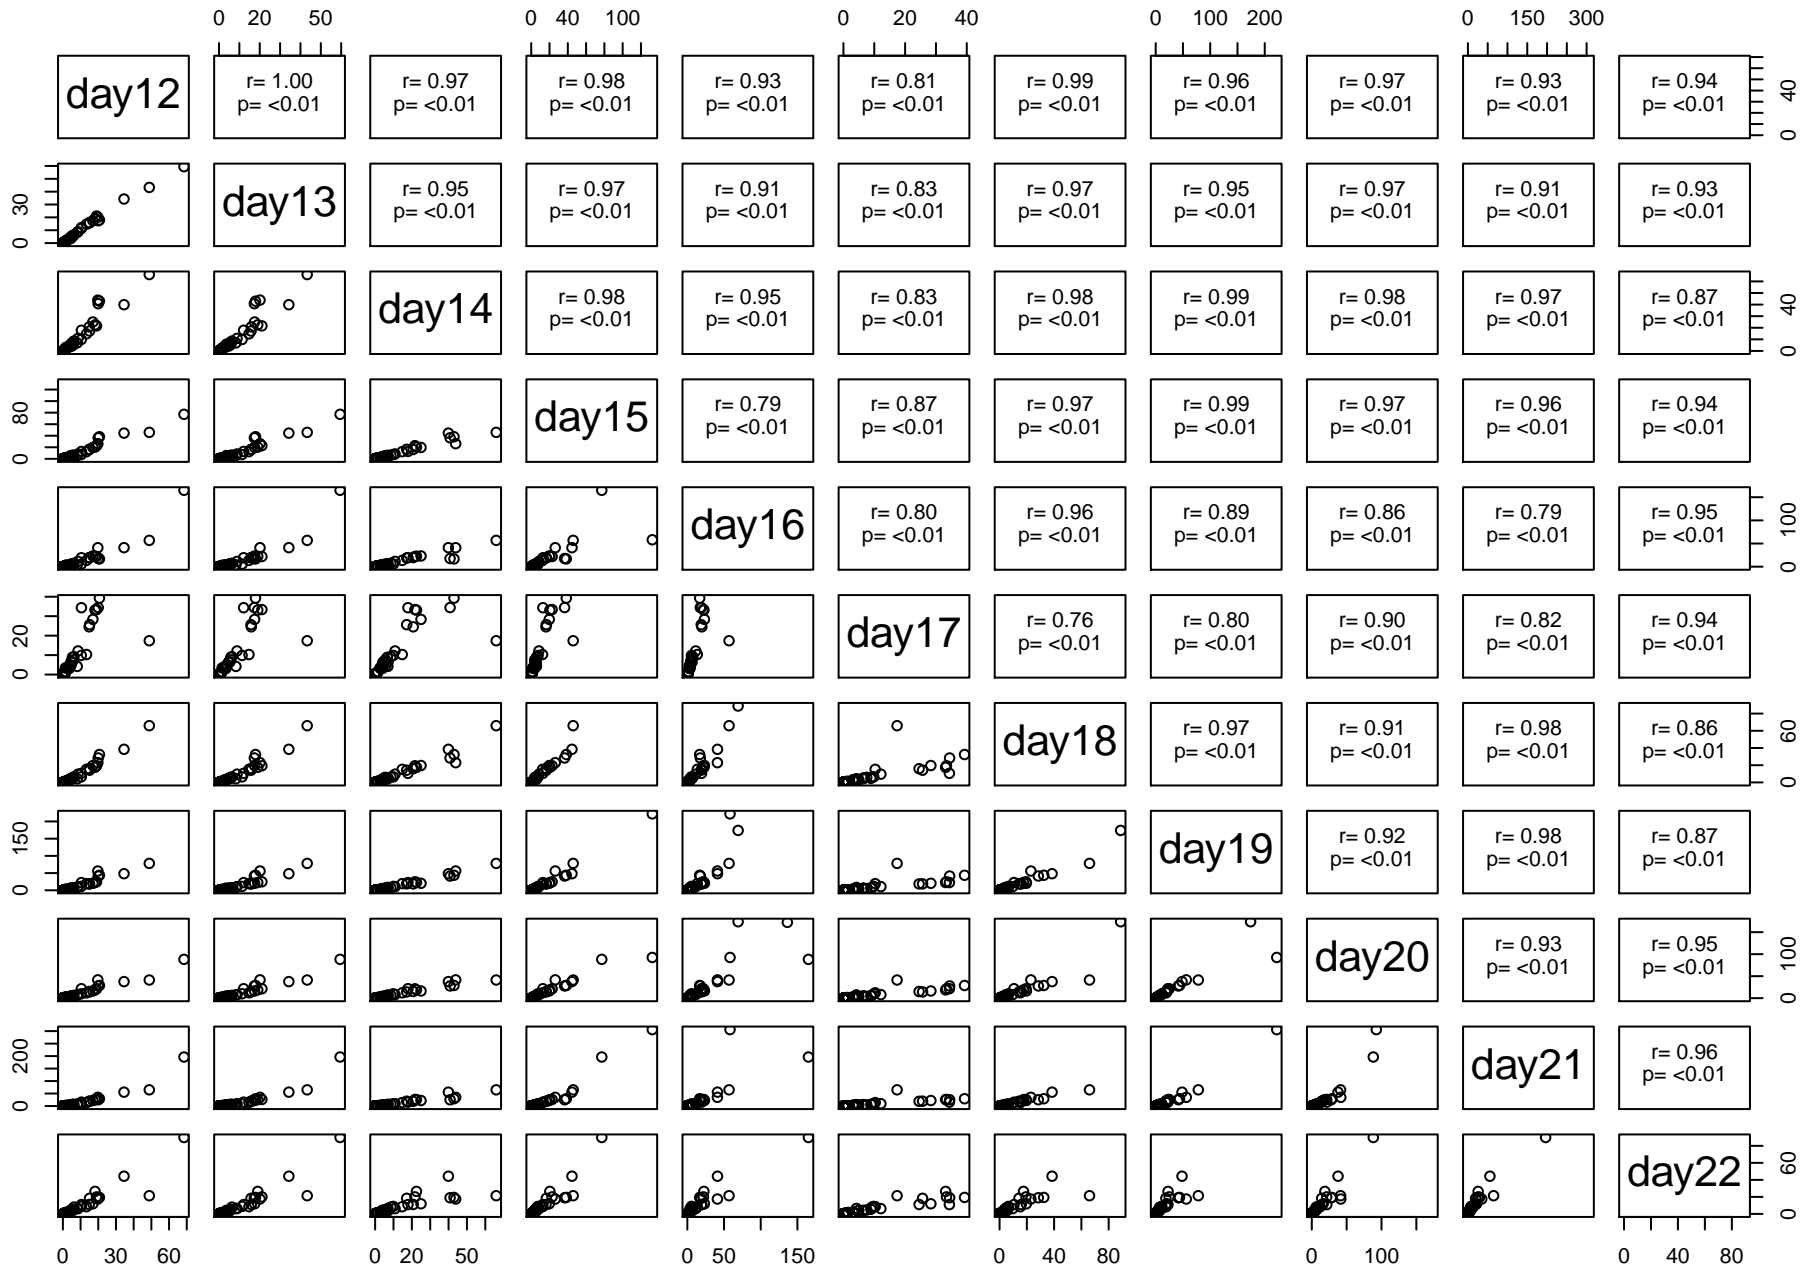 0 20 50 0 40 100 0 20 40 0 100 200 0 150 300
day12 r= 1.00 r= 0.97 r= 0.98 r= 0.93 r= 0.81 r= 0.99 r= 0.96 r= 0.97 r= 0.93 r= 0.94
p= <0.01 p= <0.01 p= <0.01 p= <0.01 p= <0.01 p= <0.01 p= <0.01 p= <0.01 p= <0.01 p= <0.01
0 40
0 30
day13 r= 0.95 r= 0.97 r= 0.91 r= 0.83 r= 0.97 r= 0.95 r= 0.97 r= 0.91 r= 0.93
p= <0.01 p= <0.01 p= <0.01 p= <0.01 p= <0.01 p= <0.01 p= <0.01 p= <0.01 p= <0.01
day14 r= 0.98 r= 0.95 r= 0.83 r= 0.98 r= 0.99 r= 0.98 r= 0.97 r= 0.87
p= <0.01 p= <0.01 p= <0.01 p= <0.01 p= <0.01 p= <0.01 p= <0.01 p= <0.01
0 40
0 80
day15 r= 0.79 r= 0.87 r= 0.97 r= 0.99 r= 0.97 r= 0.96 r= 0.94
p= <0.01 p= <0.01 p= <0.01 p= <0.01 p= <0.01 p= <0.01 p= <0.01
day16 r= 0.80 r= 0.96 r= 0.89 r= 0.86 r= 0.79 r= 0.95
p= <0.01 p= <0.01 p= <0.01 p= <0.01 p= <0.01 p= <0.01
0 100
0 20
day17 r= 0.76 r= 0.80 r= 0.90 r= 0.82 r= 0.94
p= <0.01 p= <0.01 p= <0.01 p= <0.01 p= <0.01
day18 r= 0.97 r= 0.91 r= 0.98 r= 0.86
p= <0.01 p= <0.01 p= <0.01 p= <0.01
0 60
0 150
day19 r= 0.92 r= 0.98 r= 0.87
p= <0.01 p= <0.01 p= <0.01
day20 r= 0.93 r= 0.95
p= <0.01 p= <0.01
0 100
0 200
day21 r= 0.96
p= <0.01
day22
0 60
0 30 60 0 20 50 0 50 150 0 40 80 0 100 0 40 80